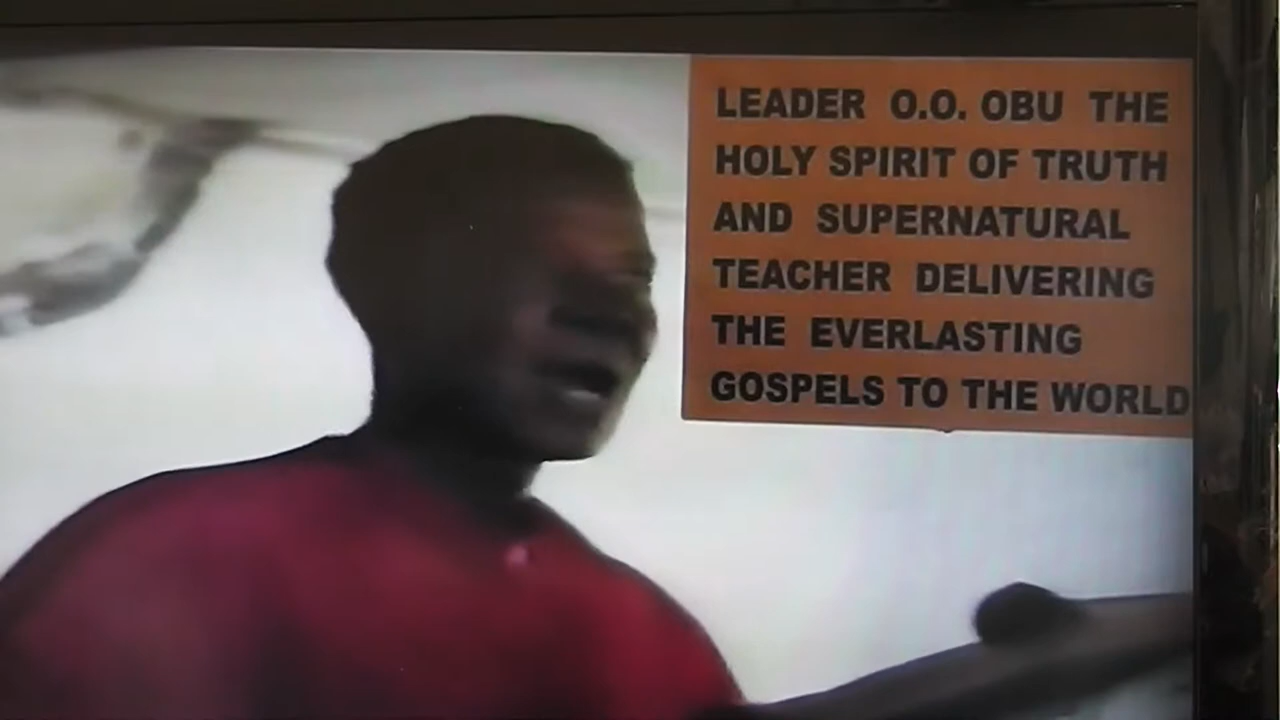 LEADER O.O. OBU THE
HOLY SPIRIT OF TRUTH
AND SUPERNATURAL
TEACHER DELIVERING
THE EVERLASTING
GOSPELS TO THE WORLD